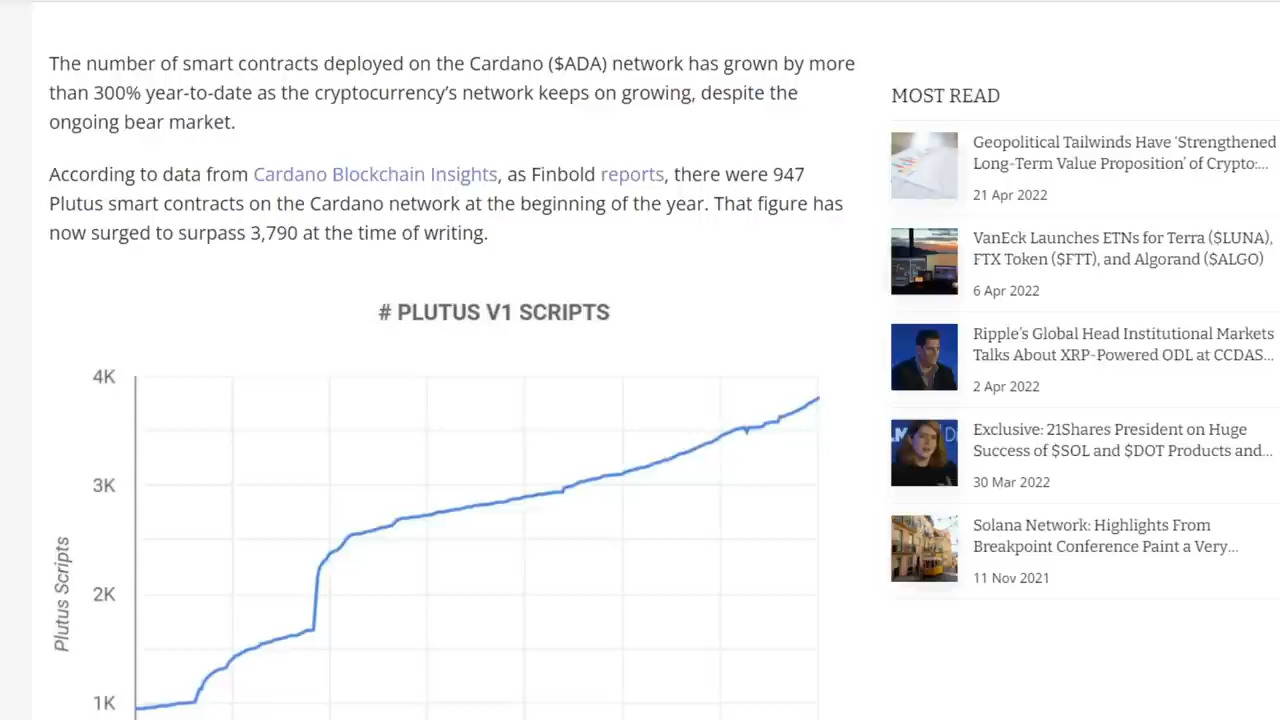 The number of smart contracts deployed on the Cardano ($ADA) network has grown by more
than 300% year-to-date as the cryptocurrency’s network keeps on growing, despite the
ongoing bear market.
According to data from Cardano Blockchain Insights, as Finbold reports, there were 947
Plutus smart contracts on the Cardano network at the beginning of the year. That figure has
now surged to surpass 3,790 at the time of writing.
# PLUTUS V1 SCRIPTS
4K
3K
2K
1K
Plutus Scripts
MOST READ
Geopolitical Tailwinds Have ‘Strengthened
Long-Term Value Proposition’ of Crypto:...
21 Apr 2022
VanEck Launches ETNs for Terra ($LUNA),
FTX Token ($FTT), and Algorand ($ALGO)
6 Apr 2022
Ripple’s Global Head Institutional Markets
Talks About XRP-Powered ODL at CCDAS...
2 Apr 2022
Exclusive: 21Shares President on Huge
Success of $SOL and $DOT Products and...
30 Mar 2022
Solana Network: Highlights From
Breakpoint Conference Paint a Very...
11 Nov 2021